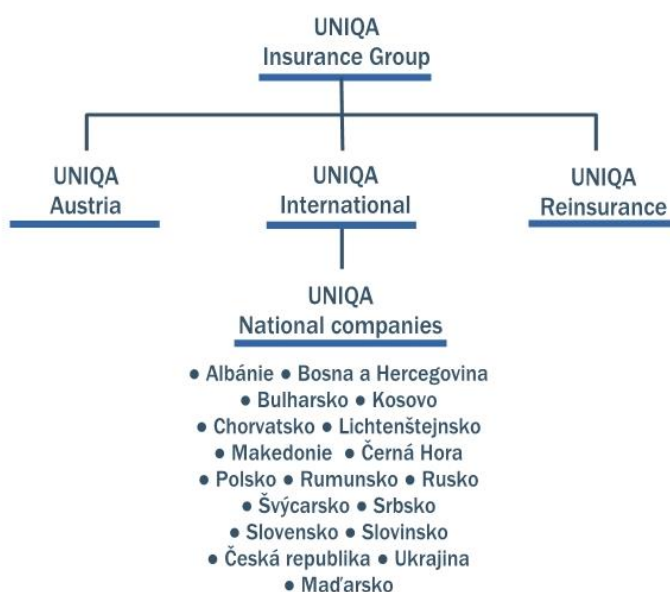 UNIQA
Insurance Group
UNIQA
Austria
UNIQA
International
UNIQA
Reinsurance
UNIQA
National companies
● Albánie ● Bosna a Hercegovina
● Bulharsko ● Kosovo
● Chorvatsko ● Lichtenštejnsko
● Makedonie ● Černá Hora
● Polsko ● Rumunsko ● Rusko
● Švýcarsko ● Srbsko
● Slovensko ● Slovinsko
● Česká republika ● Ukrajina
● Maďarsko